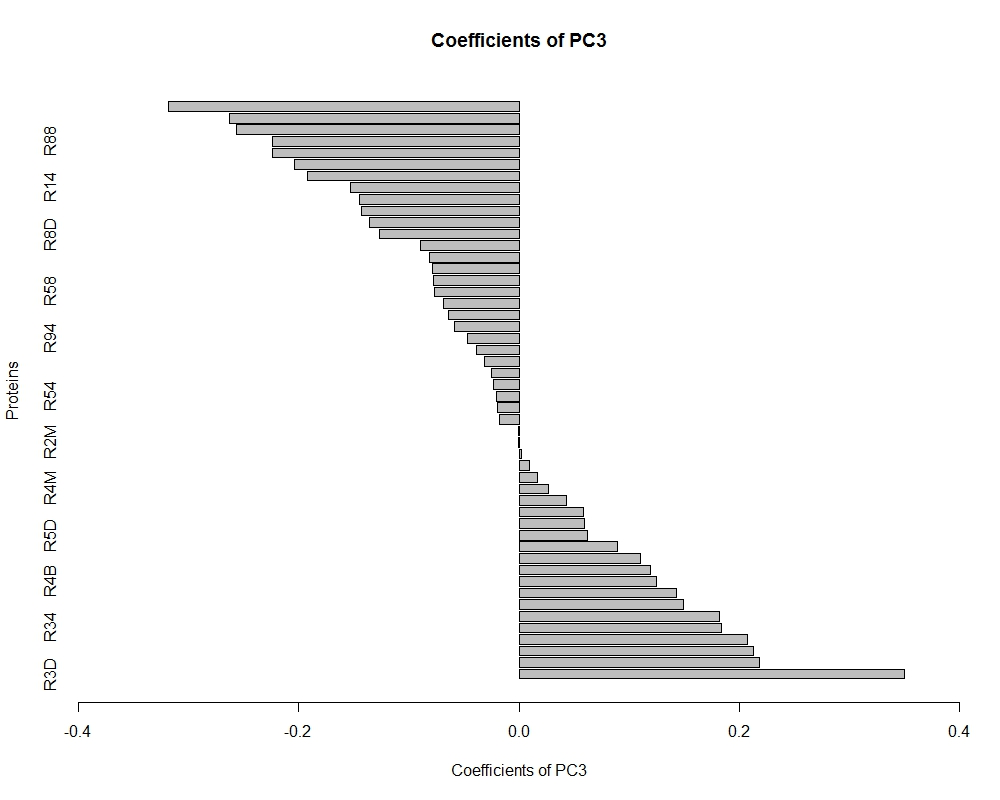 Coefficients of PC3
Proteins
R88
R14
R8D
R58
R94
R54
R2M
R4M
R5D
R4B
R34
R3D
-0.4 -0.2 0.0 0.2 0.4
Coefficients of PC3